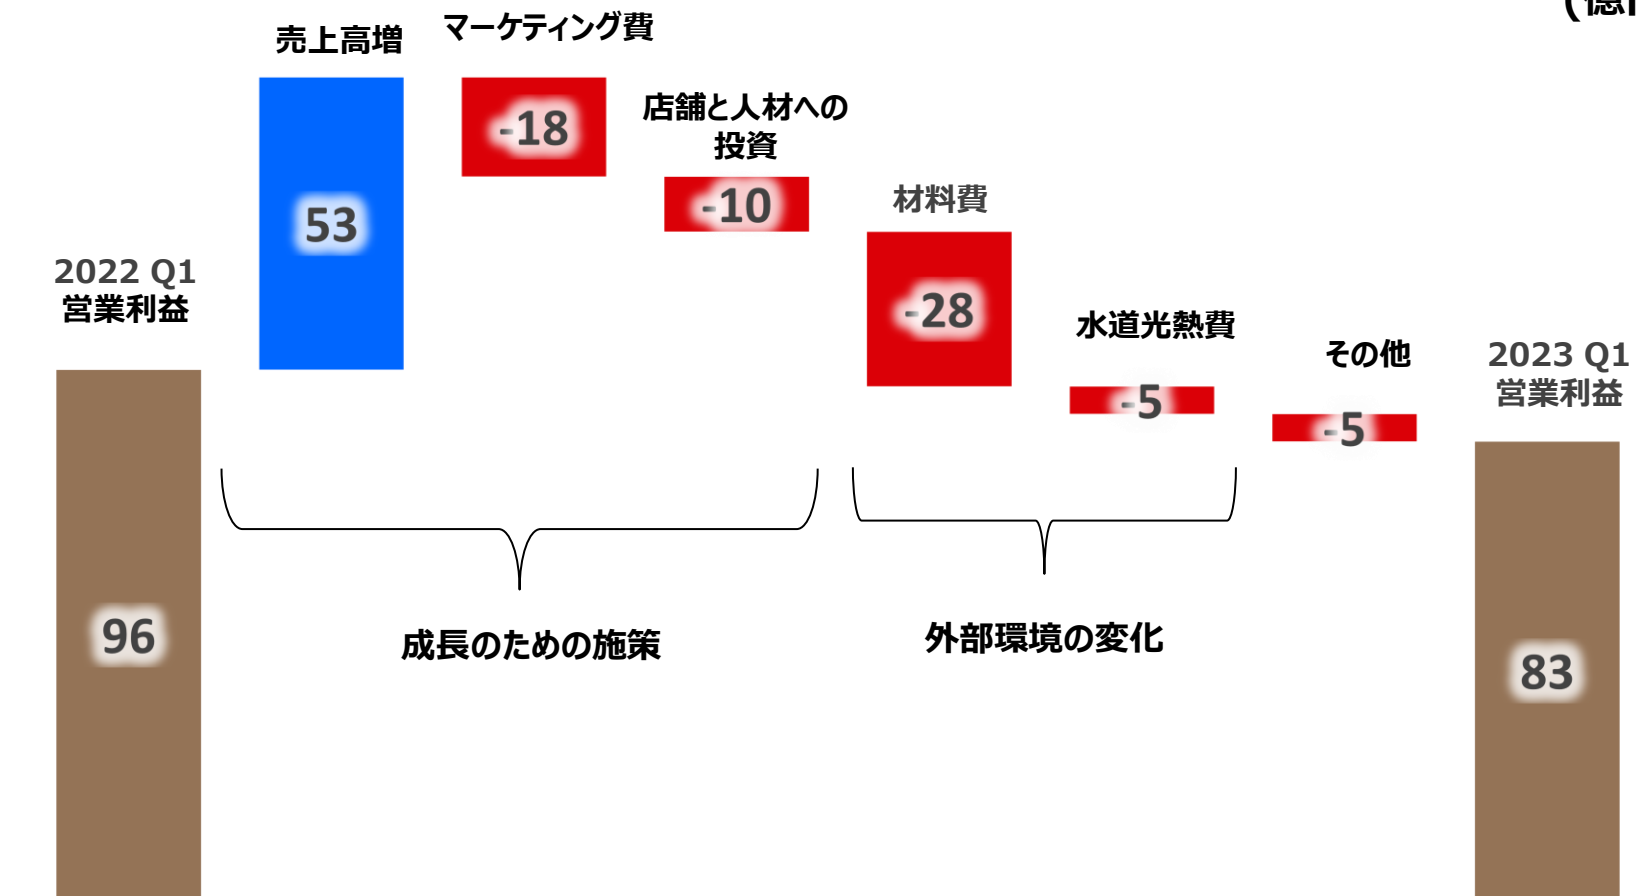 (億
売上高増
マーケティング費
店舗と人材への
投資
材料費
水道光熱費
その他
2022 Q1
営業利益
2023 Q1
営業利益
53
-18
-10
-28
-5
-5
96
83
成長のための施策
外部環境の変化